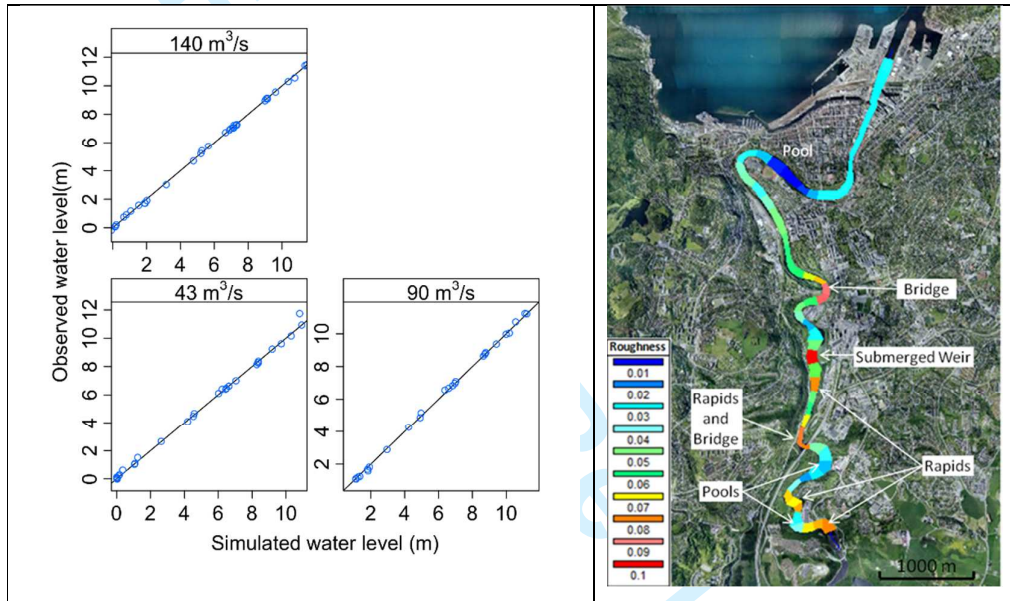 140 m³/s
12
10
8
6
4
2
0
2 4 6 8 10
43 m³/s
12
10
8
6
4
2
0
0 2 4 6 8 10
90 m³/s
10
8
6
4
2
2 4 6 8 10
Observed water level(m)
Simulated water level (m)
Pool
Bridge
Submerged Weir
Rapids
and
Bridge
Rapids
Pools
Roughness
0.01
0.02
0.03
0.04
0.05
0.06
0.07
0.08
0.09
0.1
1000 m